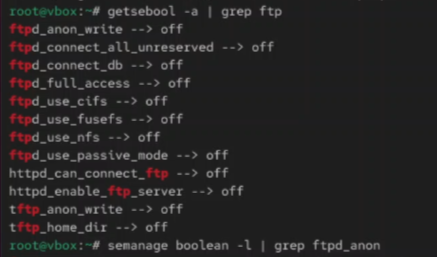 root@vbox:~# getsebool -a | grep ftp
ftpd_anon_write --> off
ftpd_connect_all_unreserved --> off
ftpd_connect_db --> off
ftpd_full_access --> off
ftpd_use_cifs --> off
ftpd_use_fusefs --> off
ftpd_use_nfs --> off
ftpd_use_passive_mode --> off
httpd_can_connect_ftp --> off
httpd_enable_ftp_server --> off
tftp_anon_write --> off
tftp_home_dir --> off
root@vbox:~# semanage boolean -l | grep ftpd_anon